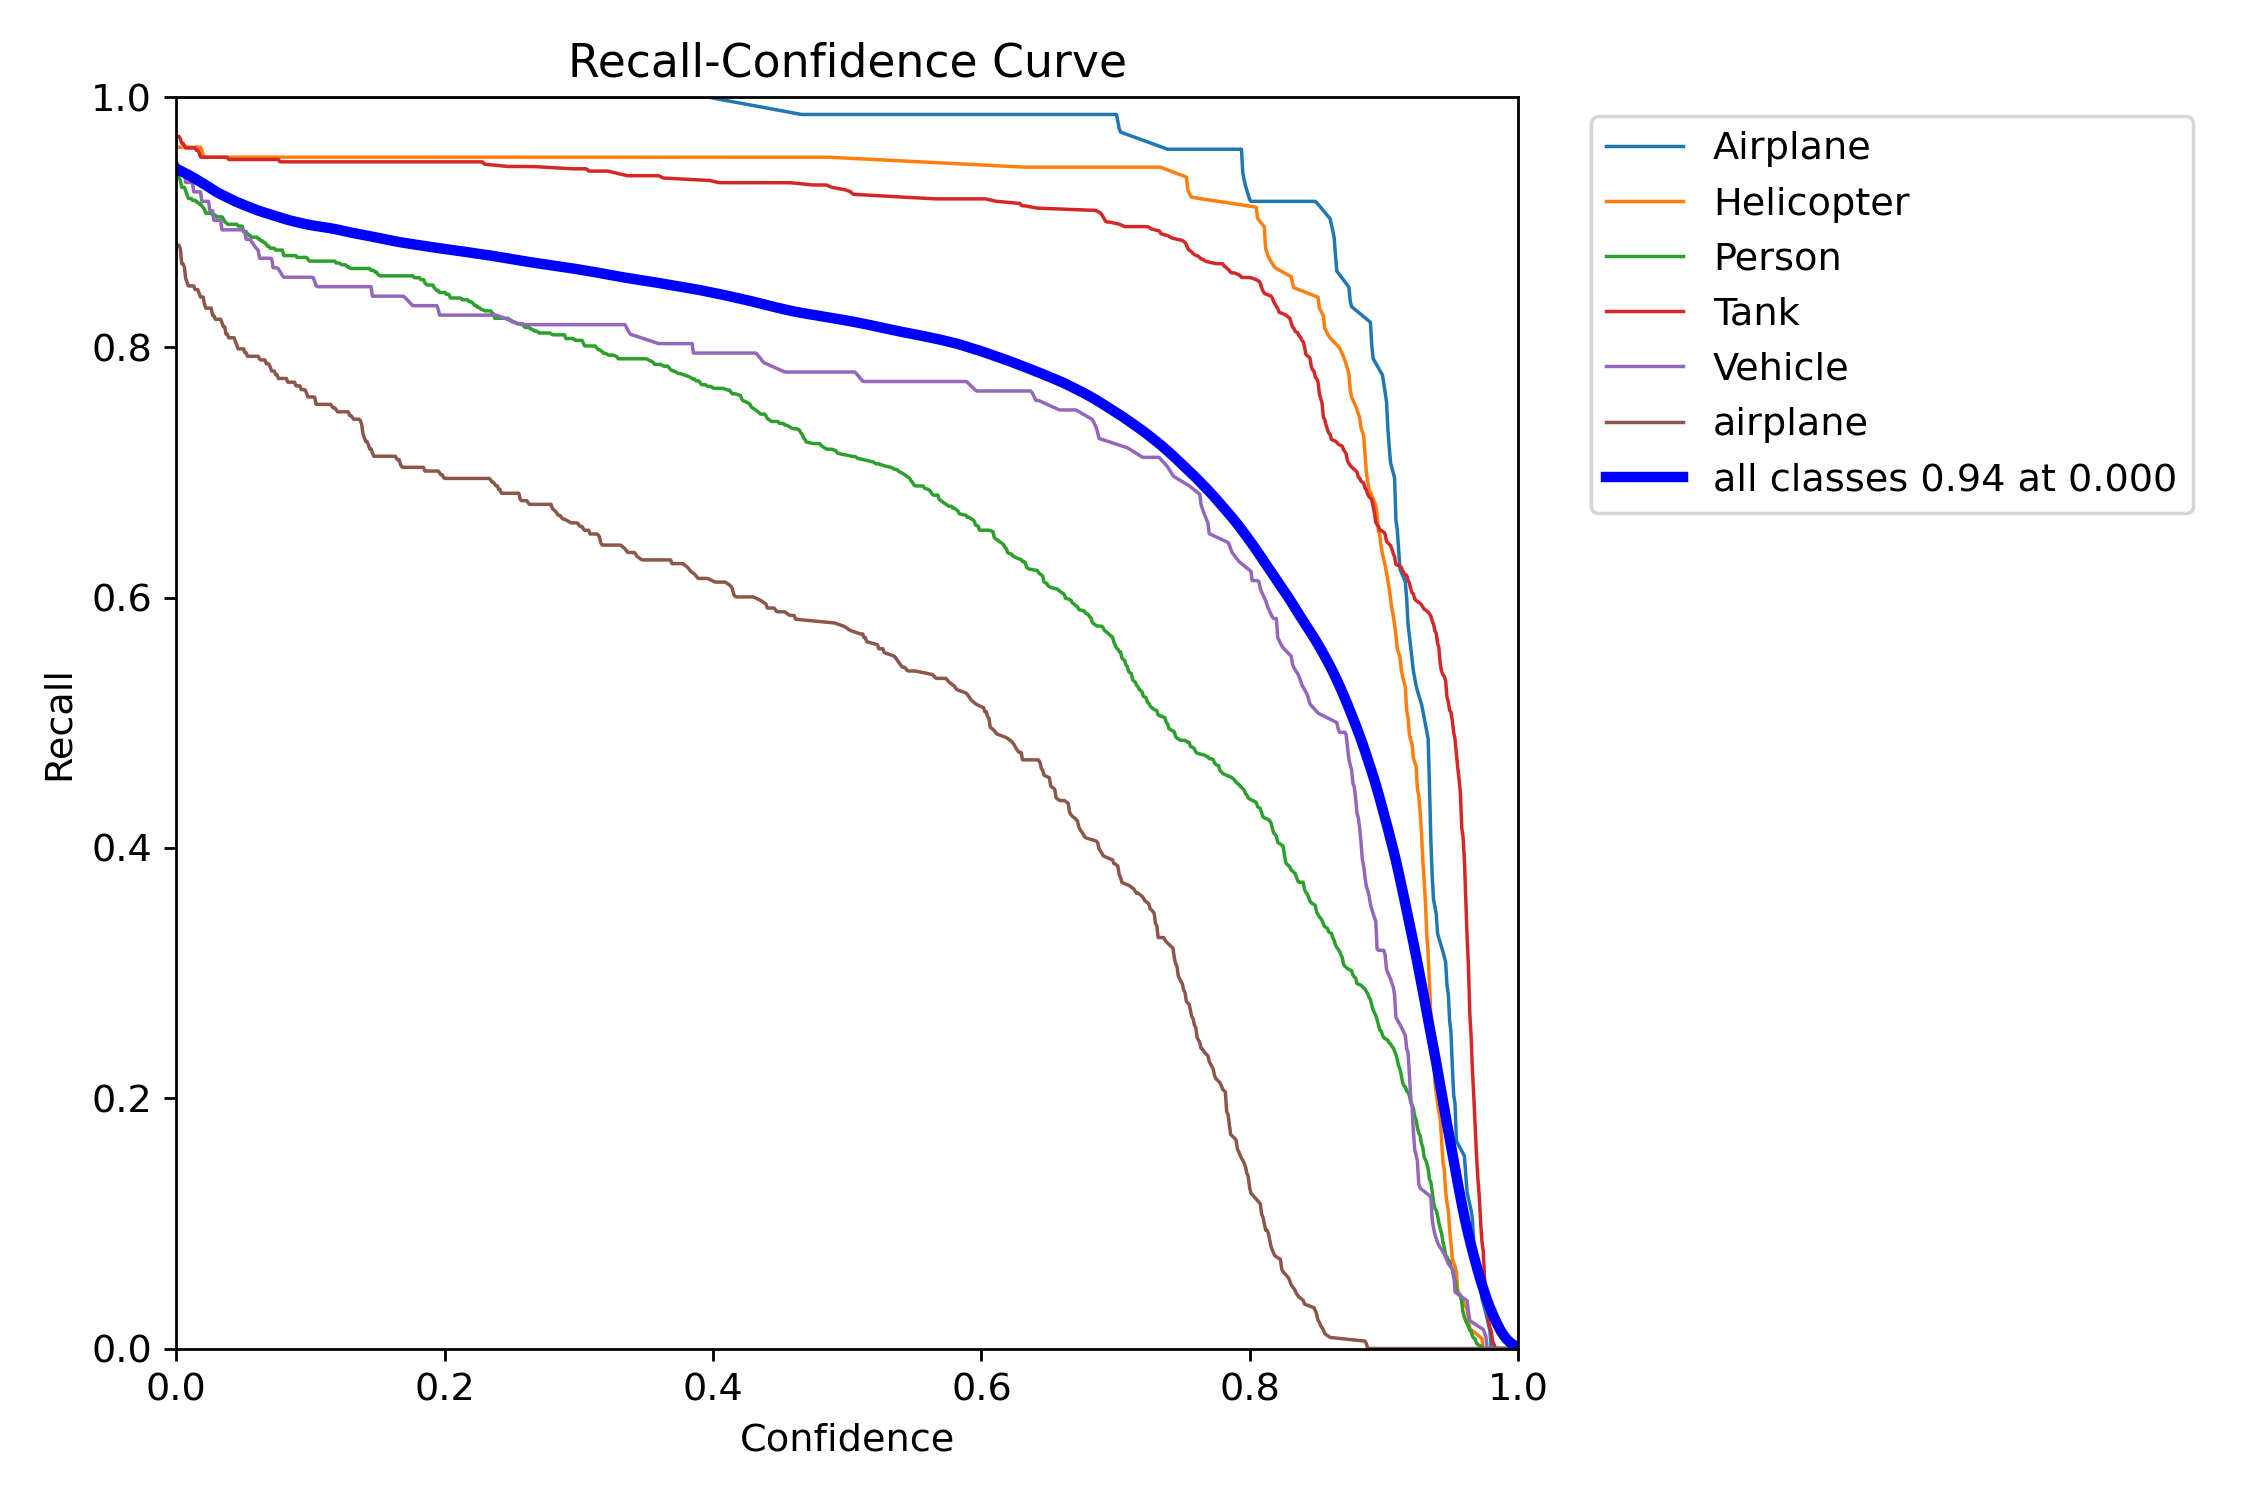 Recall-Confidence Curve
1.0
0.8
0.6
0.4
0.2
0.0
Recall
0.0 0.2 0.4 0.6 0.8 1.0
Confidence
Airplane
Helicopter
Person
Tank
Vehicle
airplane
all classes 0.94 at 0.000